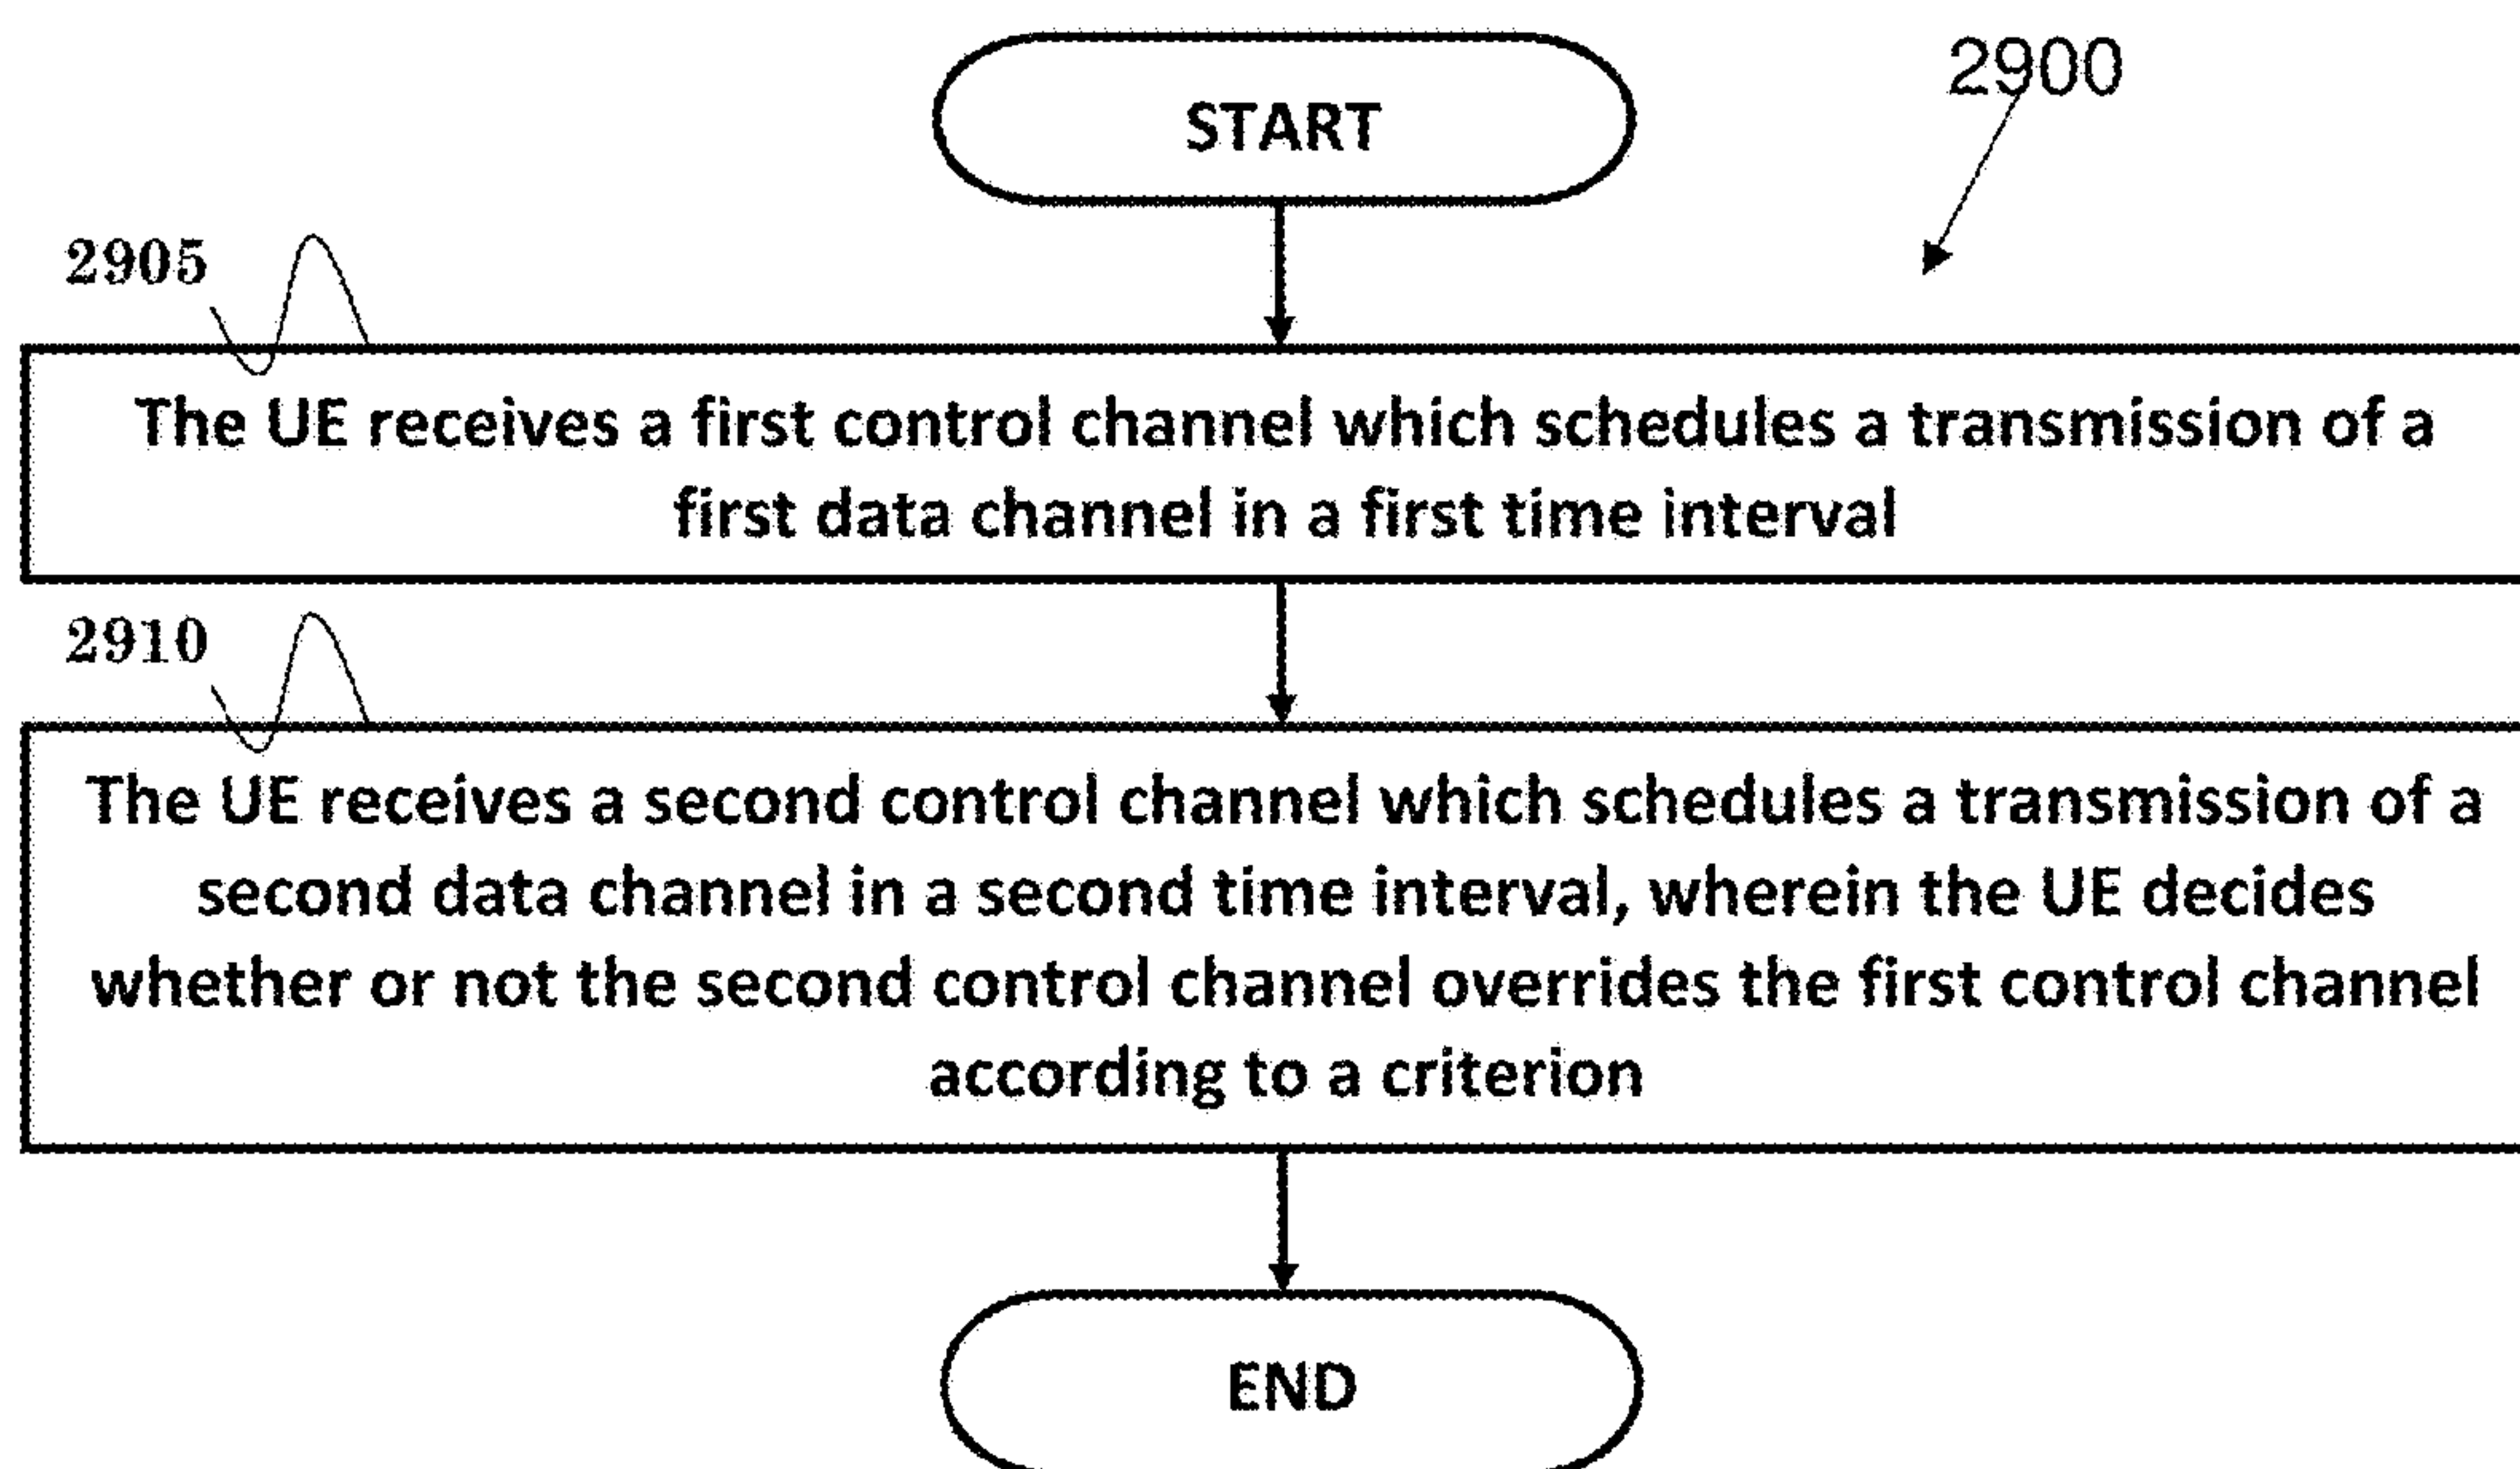 START
2900
2905
The UE receives a first control channel which schedules a transmission of a
first data channel in a first time interval
2910
The UE receives a second control channel which schedules a transmission of a
second data channel in a second time interval, wherein the UE decides
whether or not the second control channel overrides the first control channel
according to a criterion
END